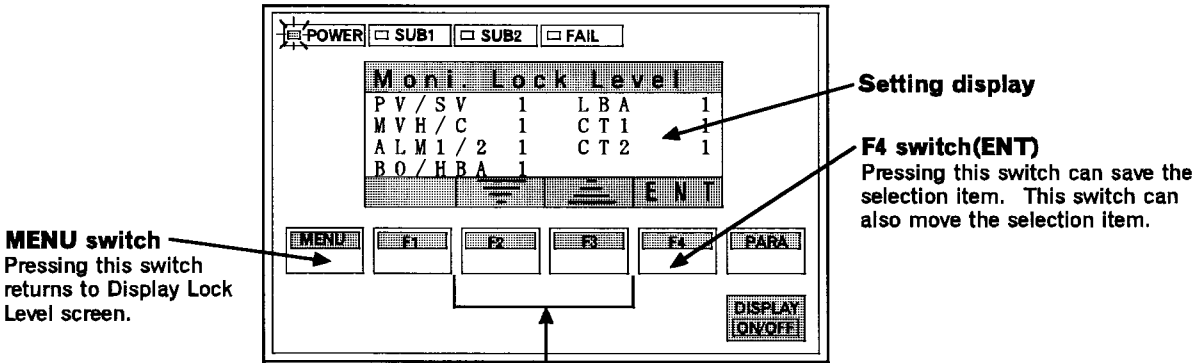 POWER SUB1 SUB2 FAIL
Moni. Lock Level
PV/SV 1 LBA 1
MVH/C 1 CT1 1
ALM1/2 1 CT2 1
BO/HBA 1
ENT
MENU F1 F2 F3 F4 PARA
DISPLAY
ON/OFF
Setting display
F4 switch(ENT)
Pressing this switch can save the
selection item. This switch can
also move the selection item.
MENU switch
Pressing this switch
returns to Display Lock
Level screen.